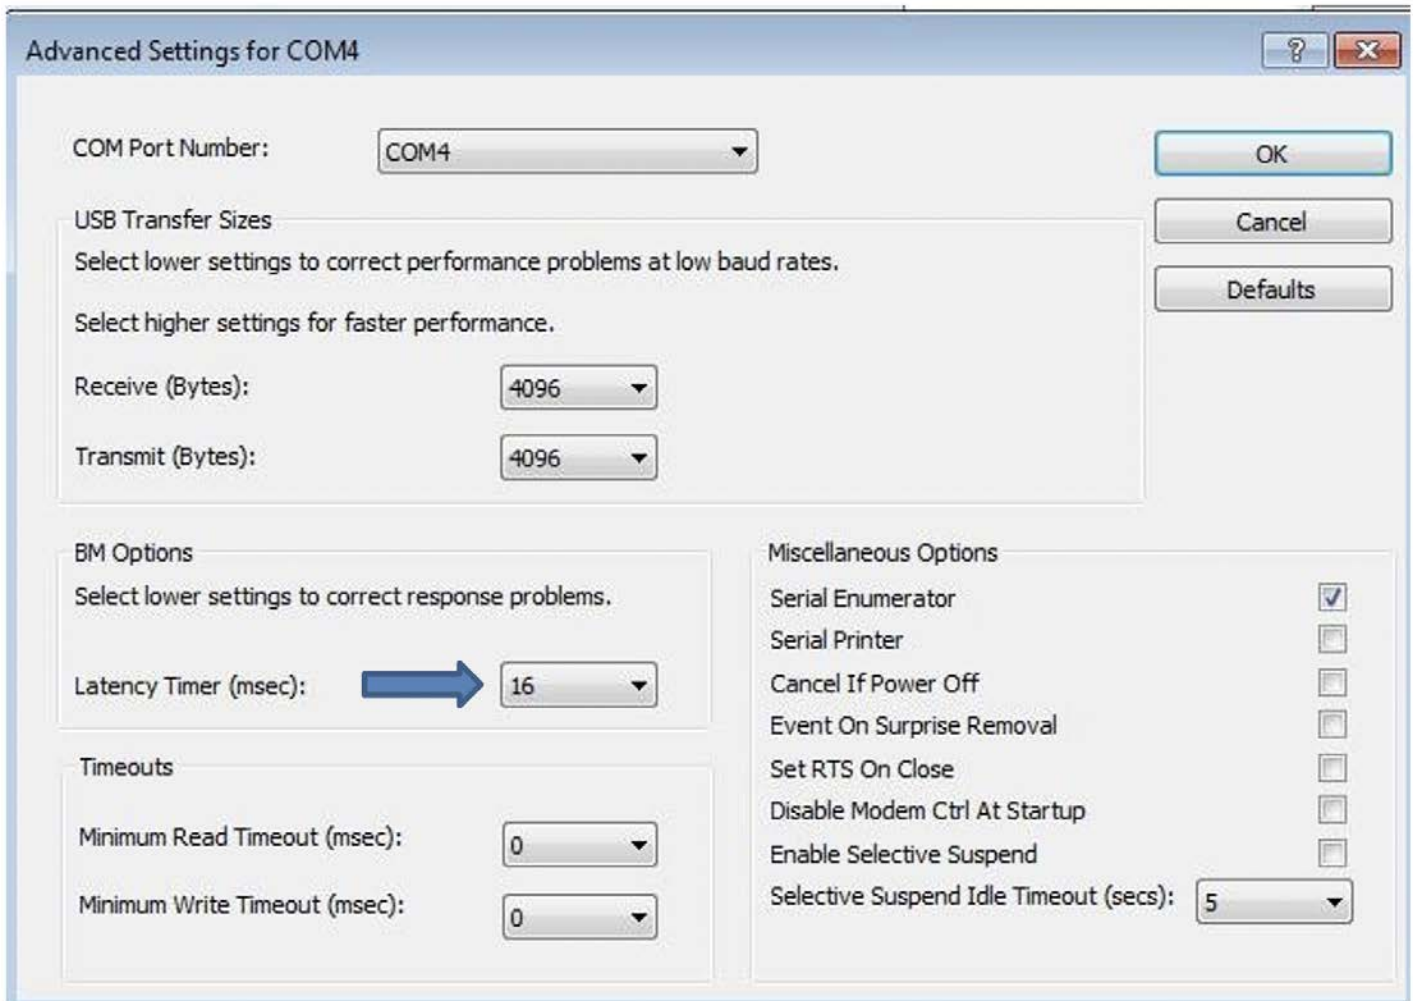 Advanced Settings for COM4
COM Port Number:
COM4
OK
USB Transfer Sizes
Cancel
Select lower settings to correct performance problems at low baud rates.
Defaults
Select higher settings for faster performance.
Receive (Bytes):
4096
Transmit (Bytes):
4096
BM Options
Select lower settings to correct response problems.
Latency Timer (msec):
16
Timeouts
Minimum Read Timeout (msec):
0
Minimum Write Timeout (msec):
0
Miscellaneous Options
Serial Enumerator
Serial Printer
Cancel If Power Off
Event On Surprise Removal
Set RTS On Close
Disable Modem Ctrl At Startup
Enable Selective Suspend
Selective Suspend Idle Timeout (secs):
5